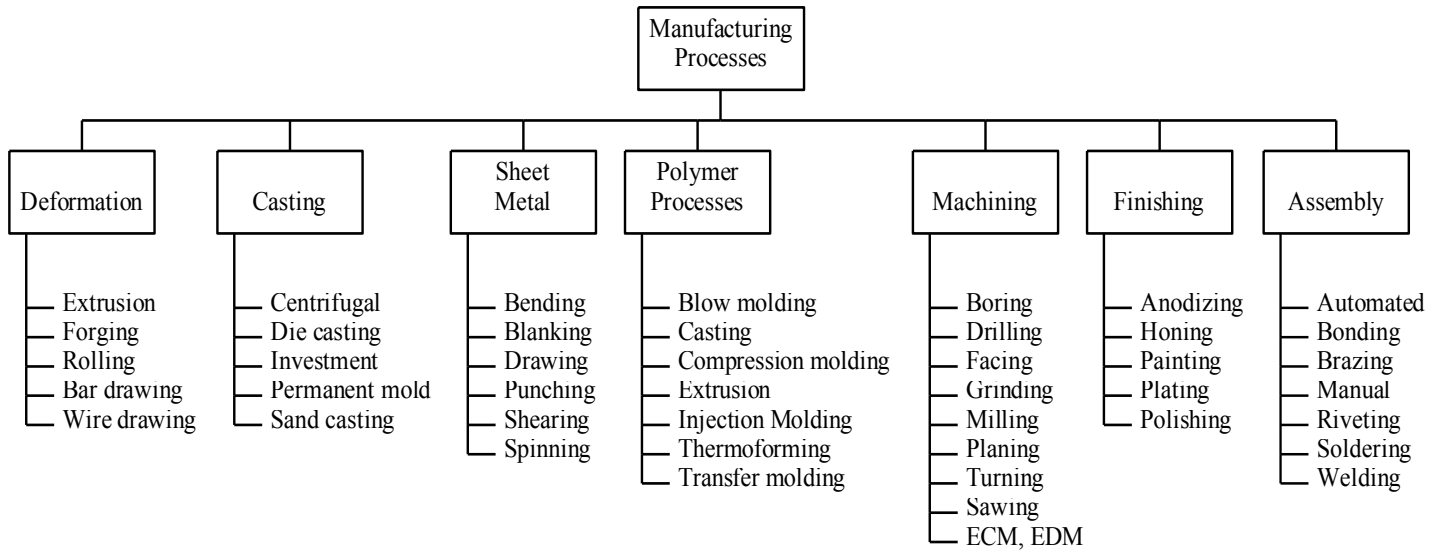 Manufacturing
Processes
Deformation
Extrusion
Forging
Rolling
Bar drawing
Wire drawing
Casting
Centrifugal
Die casting
Investment
Permanent mold
Sand casting
Sheet
Metal
Bending
Blanking
Drawing
Punching
Shearing
Spinning
Polymer
Processes
Blow molding
Casting
Compression molding
Extrusion
Injection Molding
Thermoforming
Transfer molding
Machining
Boring
Drilling
Facing
Grinding
Milling
Planing
Turning
Sawing
ECM, EDM
Finishing
Anodizing
Honing
Painting
Plating
Polishing
Assembly
Automated
Bonding
Brazing
Manual
Riveting
Soldering
Welding